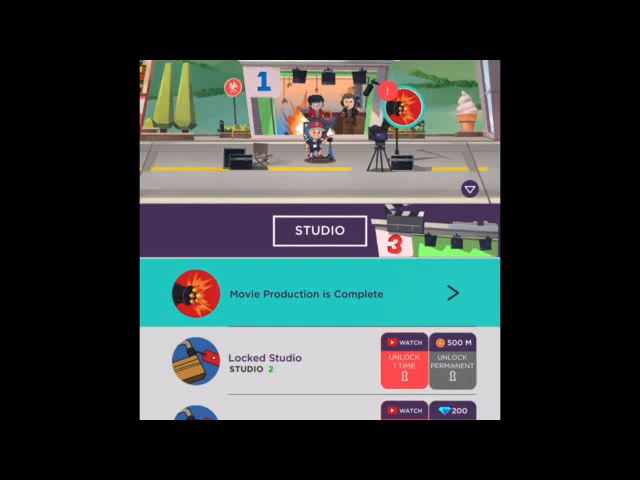 1
!
STUDIO
3
Movie Production is Complete
Locked Studio
STUDIO 2
WATCH
UNLOCK
1 TIME
500 M
UNLOCK
PERMANENT
WATCH
200